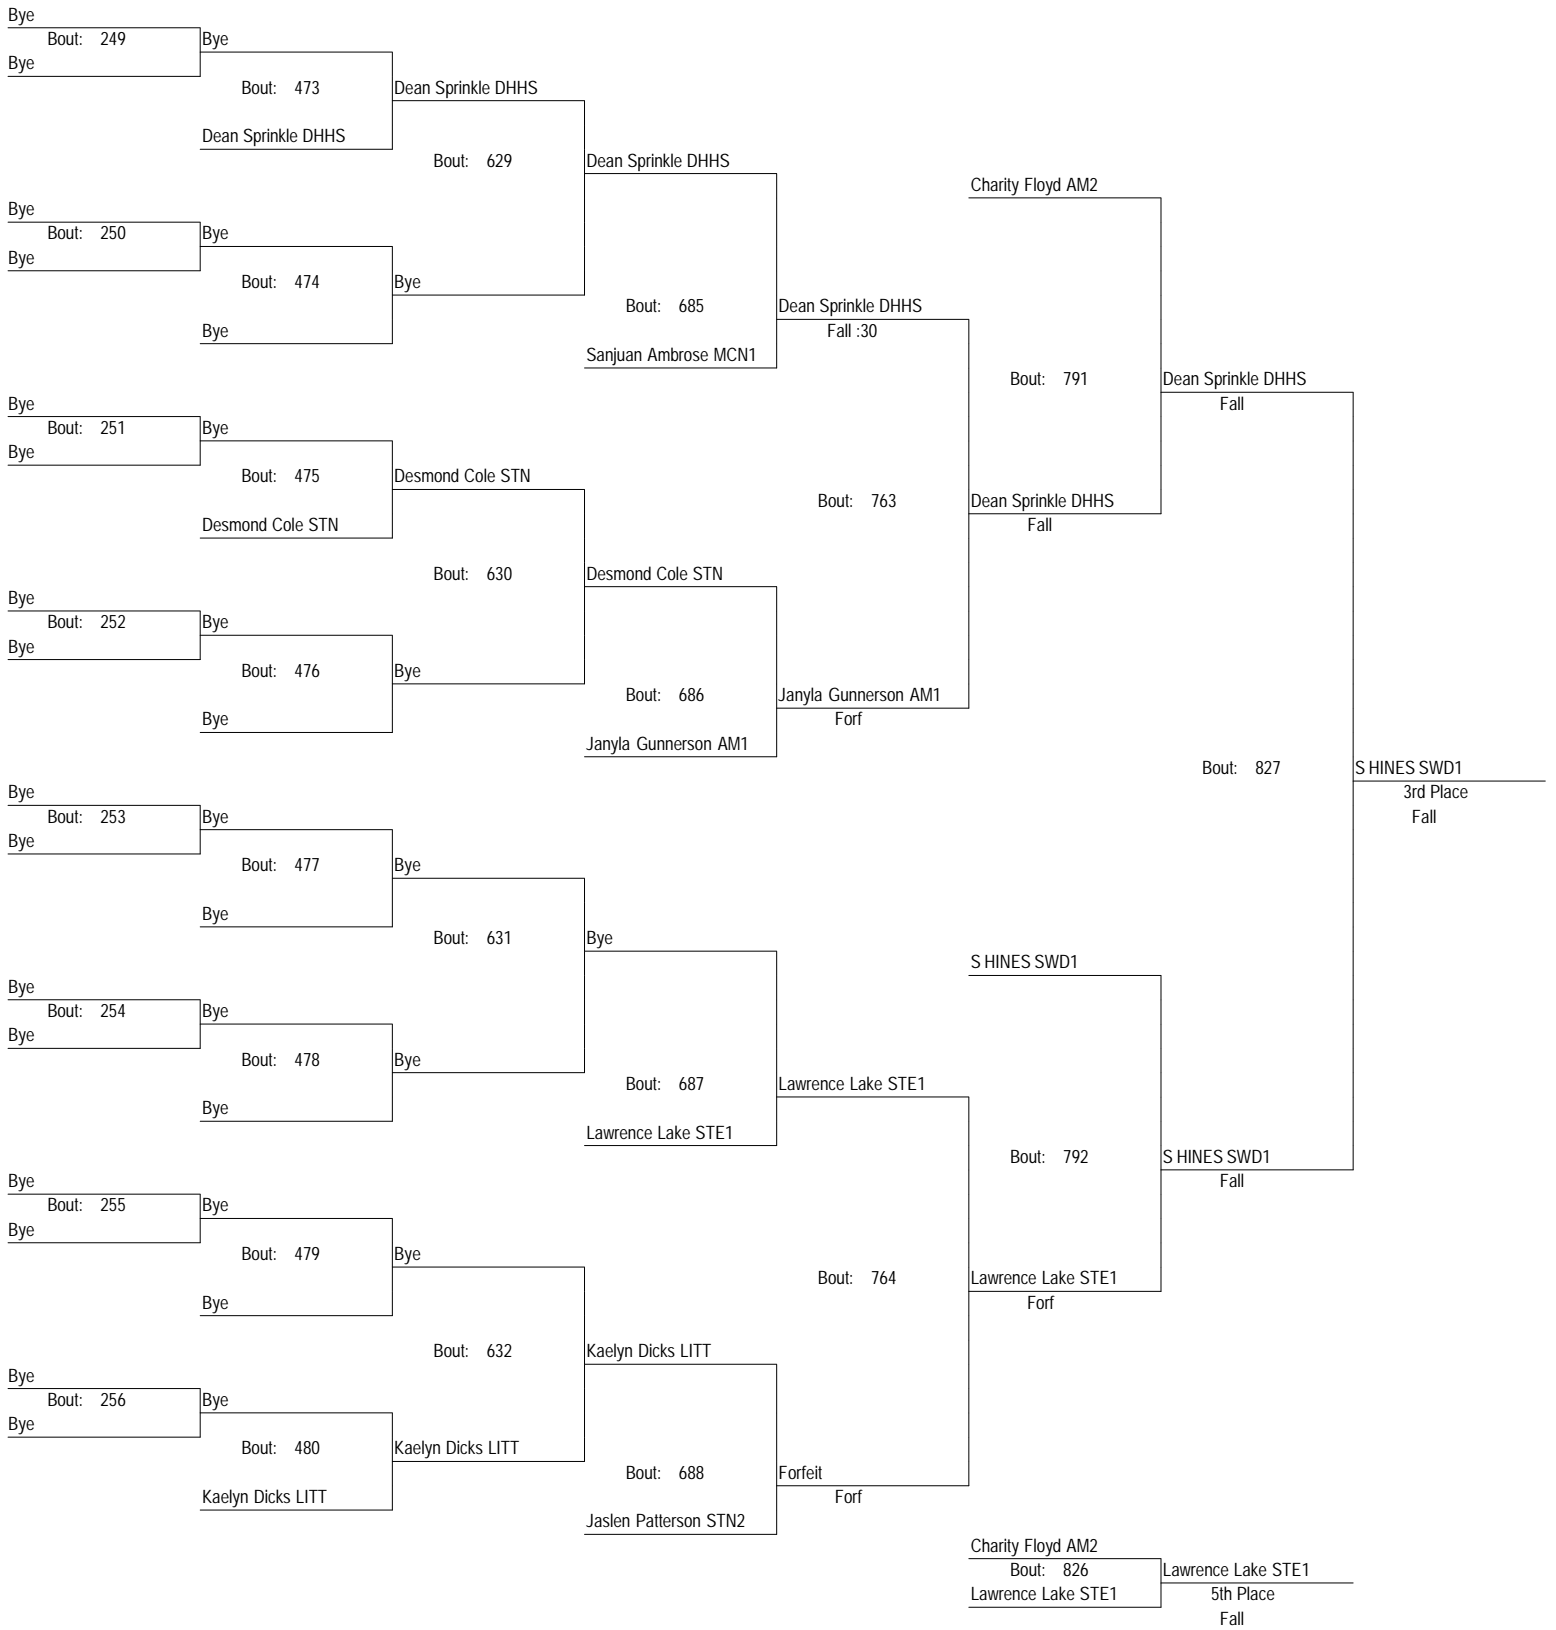 Bye
Bout: 249
Bye
Bye
Bout: 473
Dean Sprinkle DHHS
Dean Sprinkle DHHS
Bout: 629
Dean Sprinkle DHHS
Charity Floyd AM2
Bye
Bout: 250
Bye
Bye
Bout: 474
Bye
Bye
Bout: 685
Sanjuan Ambrose MCN1
Dean Sprinkle DHHS
Fall :30
Bout: 791
Dean Sprinkle DHHS
Fall
Bye
Bout: 251
Bye
Bye
Bout: 475
Desmond Cole STN
Desmond Cole STN
Bout: 763
Dean Sprinkle DHHS
Fall
Bout: 630
Desmond Cole STN
Bye
Bout: 252
Bye
Bye
Bout: 476
Bye
Bye
Bout: 686
Janyla Gunnerson AM1
Janyla Gunnerson AM1
Forf
Bout: 827
S HINES SWD1
3rd Place
Fall
Bye
Bout: 253
Bye
Bye
Bout: 477
Bye
Bye
Bout: 631
Bye
S HINES SWD1
Bye
Bout: 254
Bye
Bye
Bout: 478
Bye
Bye
Bout: 687
Lawrence Lake STE1
Lawrence Lake STE1
Bout: 792
S HINES SWD1
Fall
Bye
Bout: 255
Bye
Bye
Bout: 479
Bye
Bye
Bout: 764
Lawrence Lake STE1
Forf
Bout: 632
Kaelyn Dicks LITT
Bye
Bout: 256
Bye
Bye
Bout: 480
Kaelyn Dicks LITT
Kaelyn Dicks LITT
Bout: 688
Jaslen Patterson STN2
Forfeit
Forf
Charity Floyd AM2
Bout: 826
Lawrence Lake STE1
Lawrence Lake STE1
5th Place
Fall